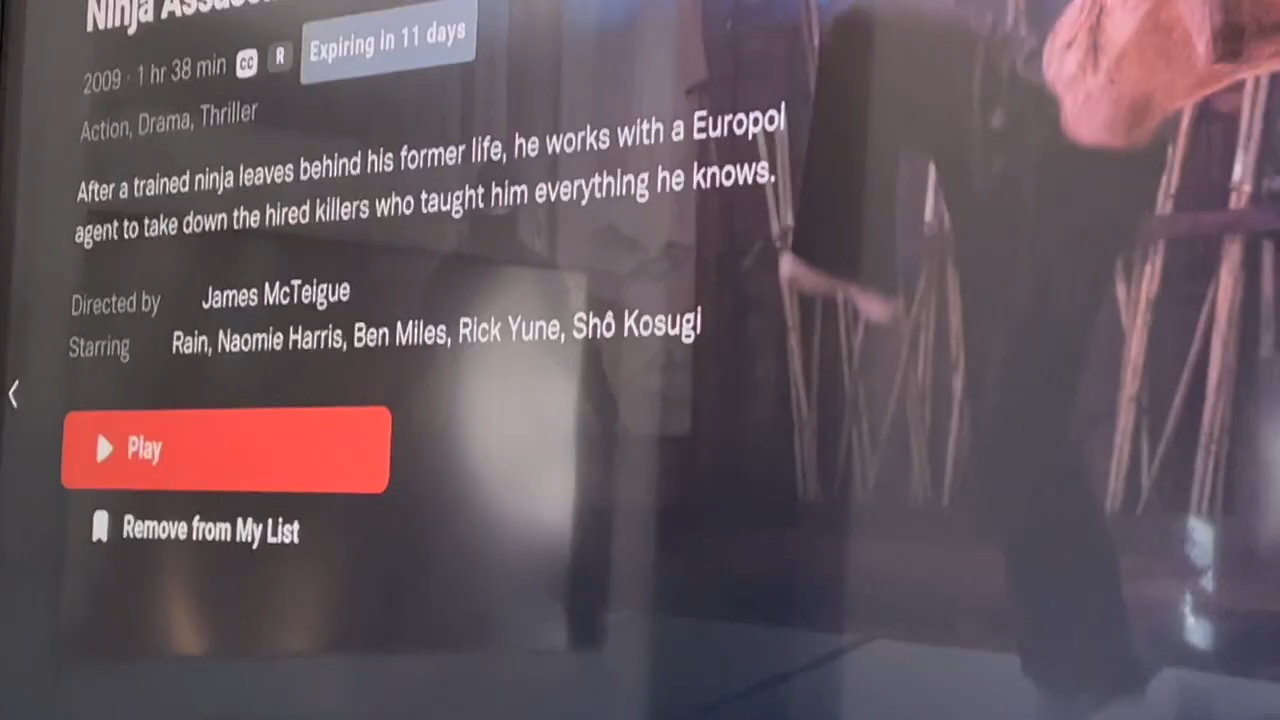 Ninja
2009 · 1 hr 38 min CC R Expiring in 11 days
Action, Drama, Thriller
After a trained ninja leaves behind his former life, he works with a Europol
agent to take down the hired killers who taught him everything he knows.
Directed by James McTeigue
Starring Rain, Naomie Harris, Ben Miles, Rick Yune, Shô Kosugi
Play
Remove from My List